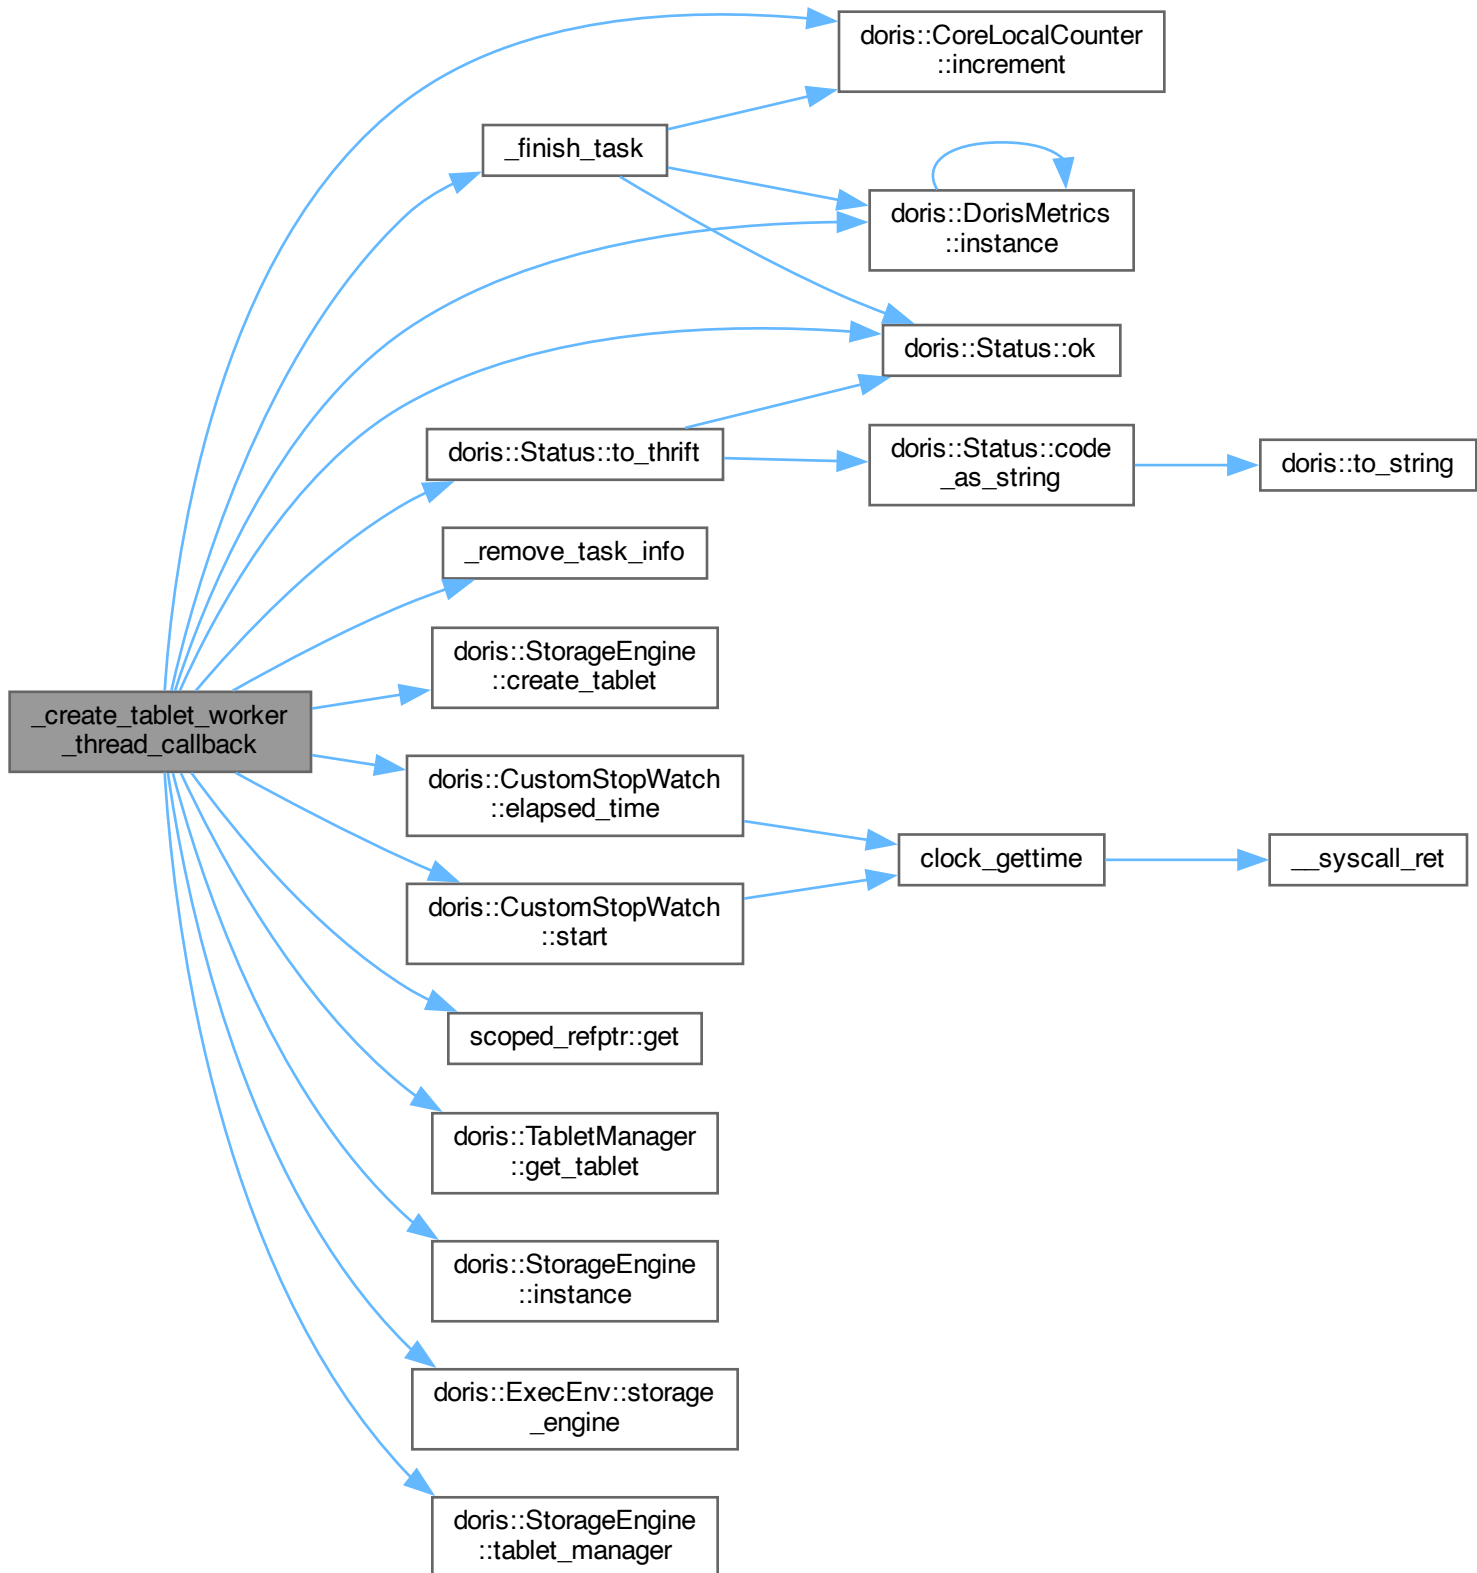 doris::CoreLocalCounter
::increment
_finish_task
doris::DorisMetrics
::instance
doris::Status::ok
doris::Status::to_thrift
doris::Status::code
_as_string
doris::to_string
_remove_task_info
doris::StorageEngine
::create_tablet
_create_tablet_worker
_thread_callback
doris::CustomStopWatch
::elapsed_time
clock_gettime
__syscall_ret
doris::CustomStopWatch
::start
scoped_refptr::get
doris::TabletManager
::get_tablet
doris::StorageEngine
::instance
doris::ExecEnv::storage
_engine
doris::StorageEngine
::tablet_manager